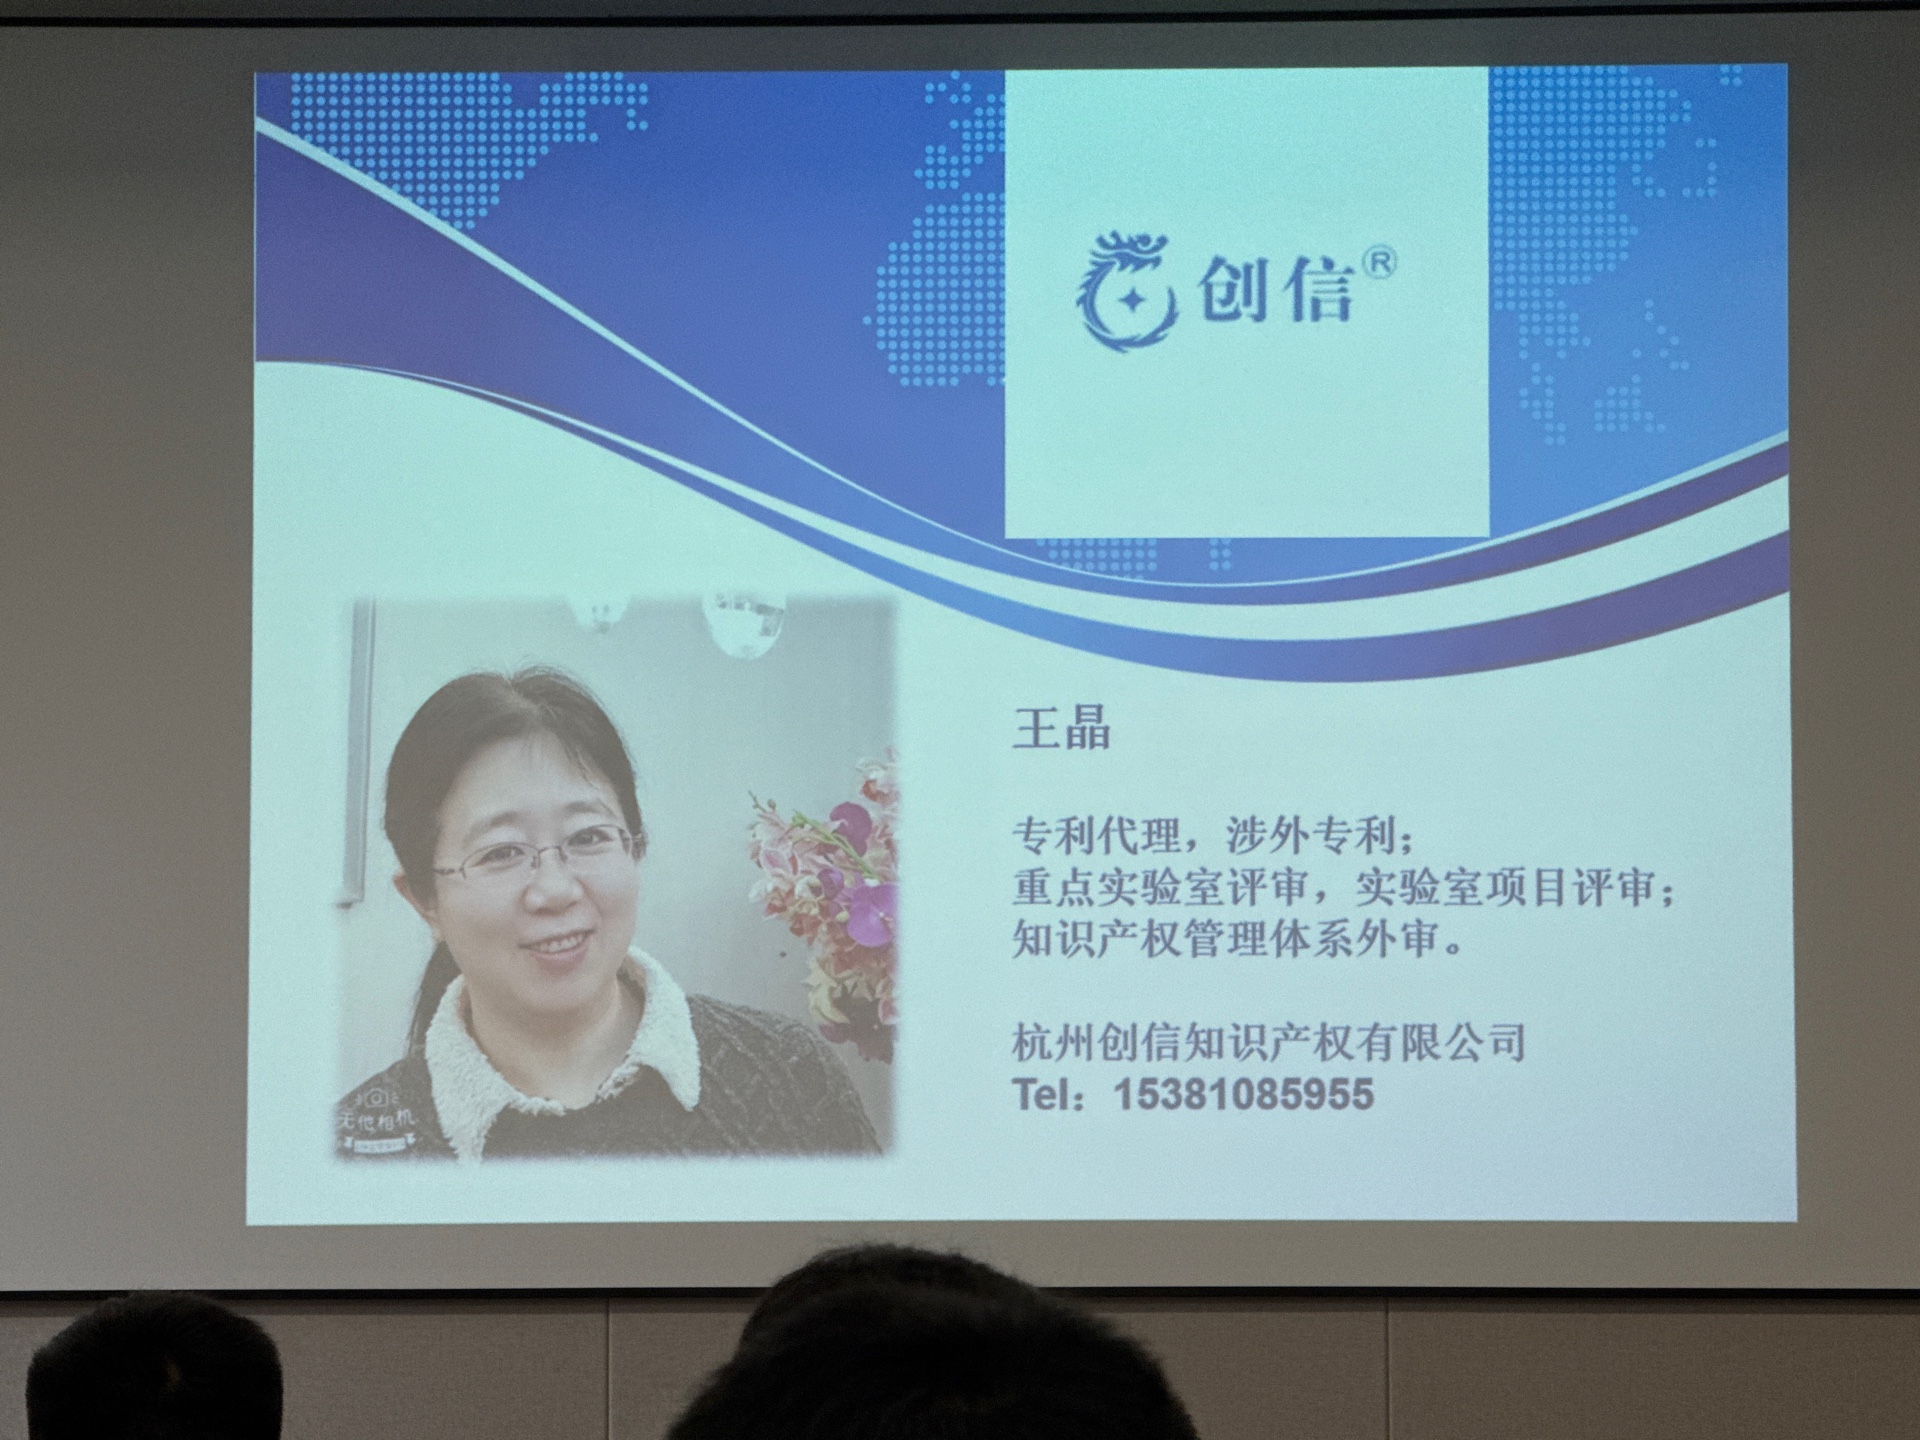 创信®
王晶
专利代理，涉外专利；
重点实验室评审，实验室项目评审；
知识产权管理体系外审。
杭州创信知识产权有限公司
Tel：15381085955
无他相机